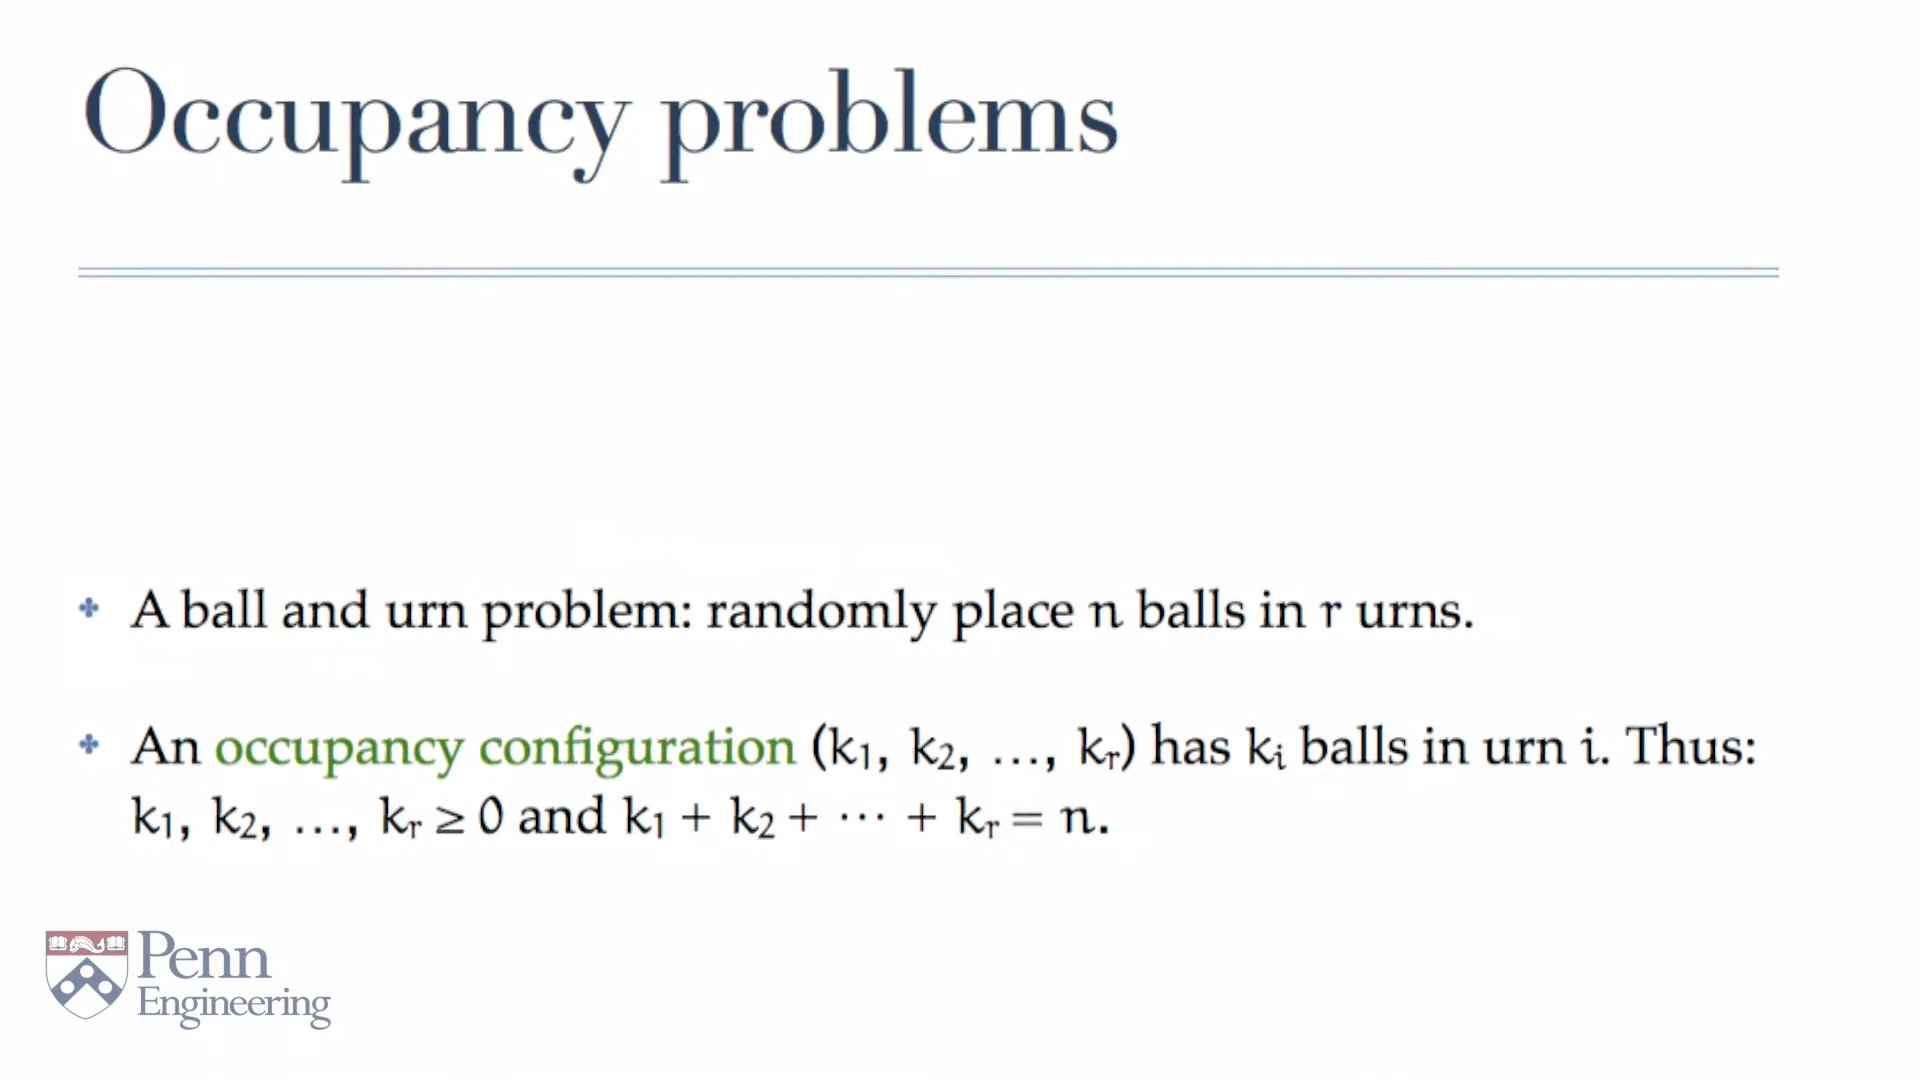 Occupancy problems
A ball and urn problem: randomly place n balls in r urns.
An occupancy configuration (k₁, k₂, …, kᵣ) has kᵢ balls in urn i. Thus:
k₁, k₂, …, kᵣ ≥ 0 and k₁ + k₂ + ⋯ + kᵣ = n.
Penn
Engineering